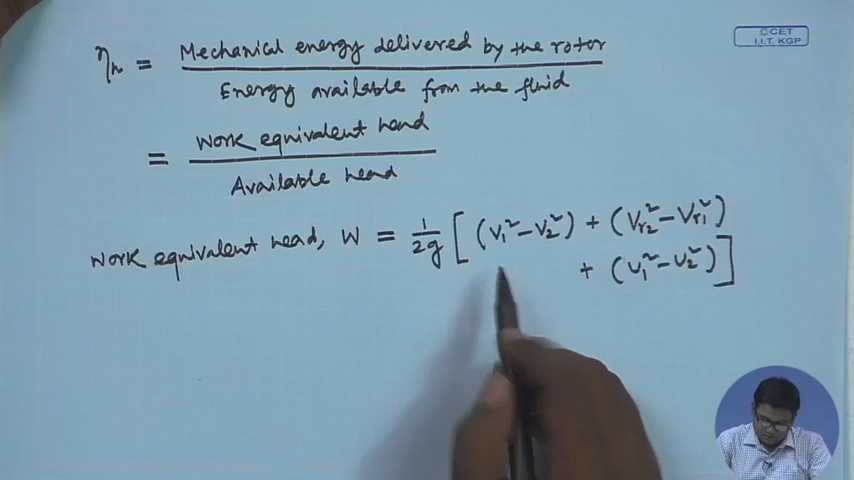 ©CET
I.I.T. KGP
ηh = Mechanical energy delivered by the rotor / Energy available from the fluid
= Work equivalent head / Available head
Work equivalent head, W = 1/2g [(V₁² − V₂²) + (Vr₂² − Vr₁²)
+ (U₁² − U₂²)]